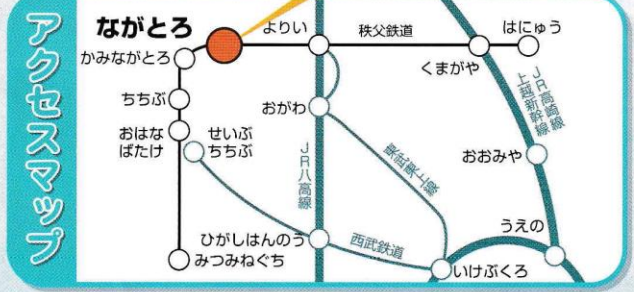 アクセスマップ
ながとろ
よりい
秩父鉄道
はにゅう
かみながとろ
くまがや
ちちぶ
おがわ
JR高崎線
上越新幹線
おはな
ばたけ
せいぶ
ちちぶ
JR八高線
東武東上線
おおみや
ひがしはんのう
西武鉄道
うえの
みつみねぐち
いけぶくろ